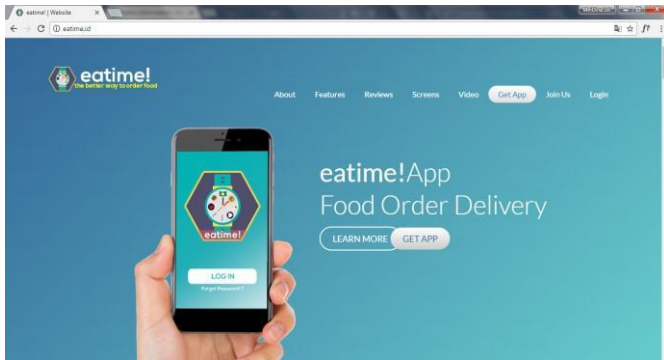 eatime! | Website
eatime.id
eatime!
the better way to order food
About Features Reviews Screens Video Get App Join Us Login
eatime!App
Food Order Delivery
LEARN MORE GET APP
eatime!
LOG IN
Forgot Password ?